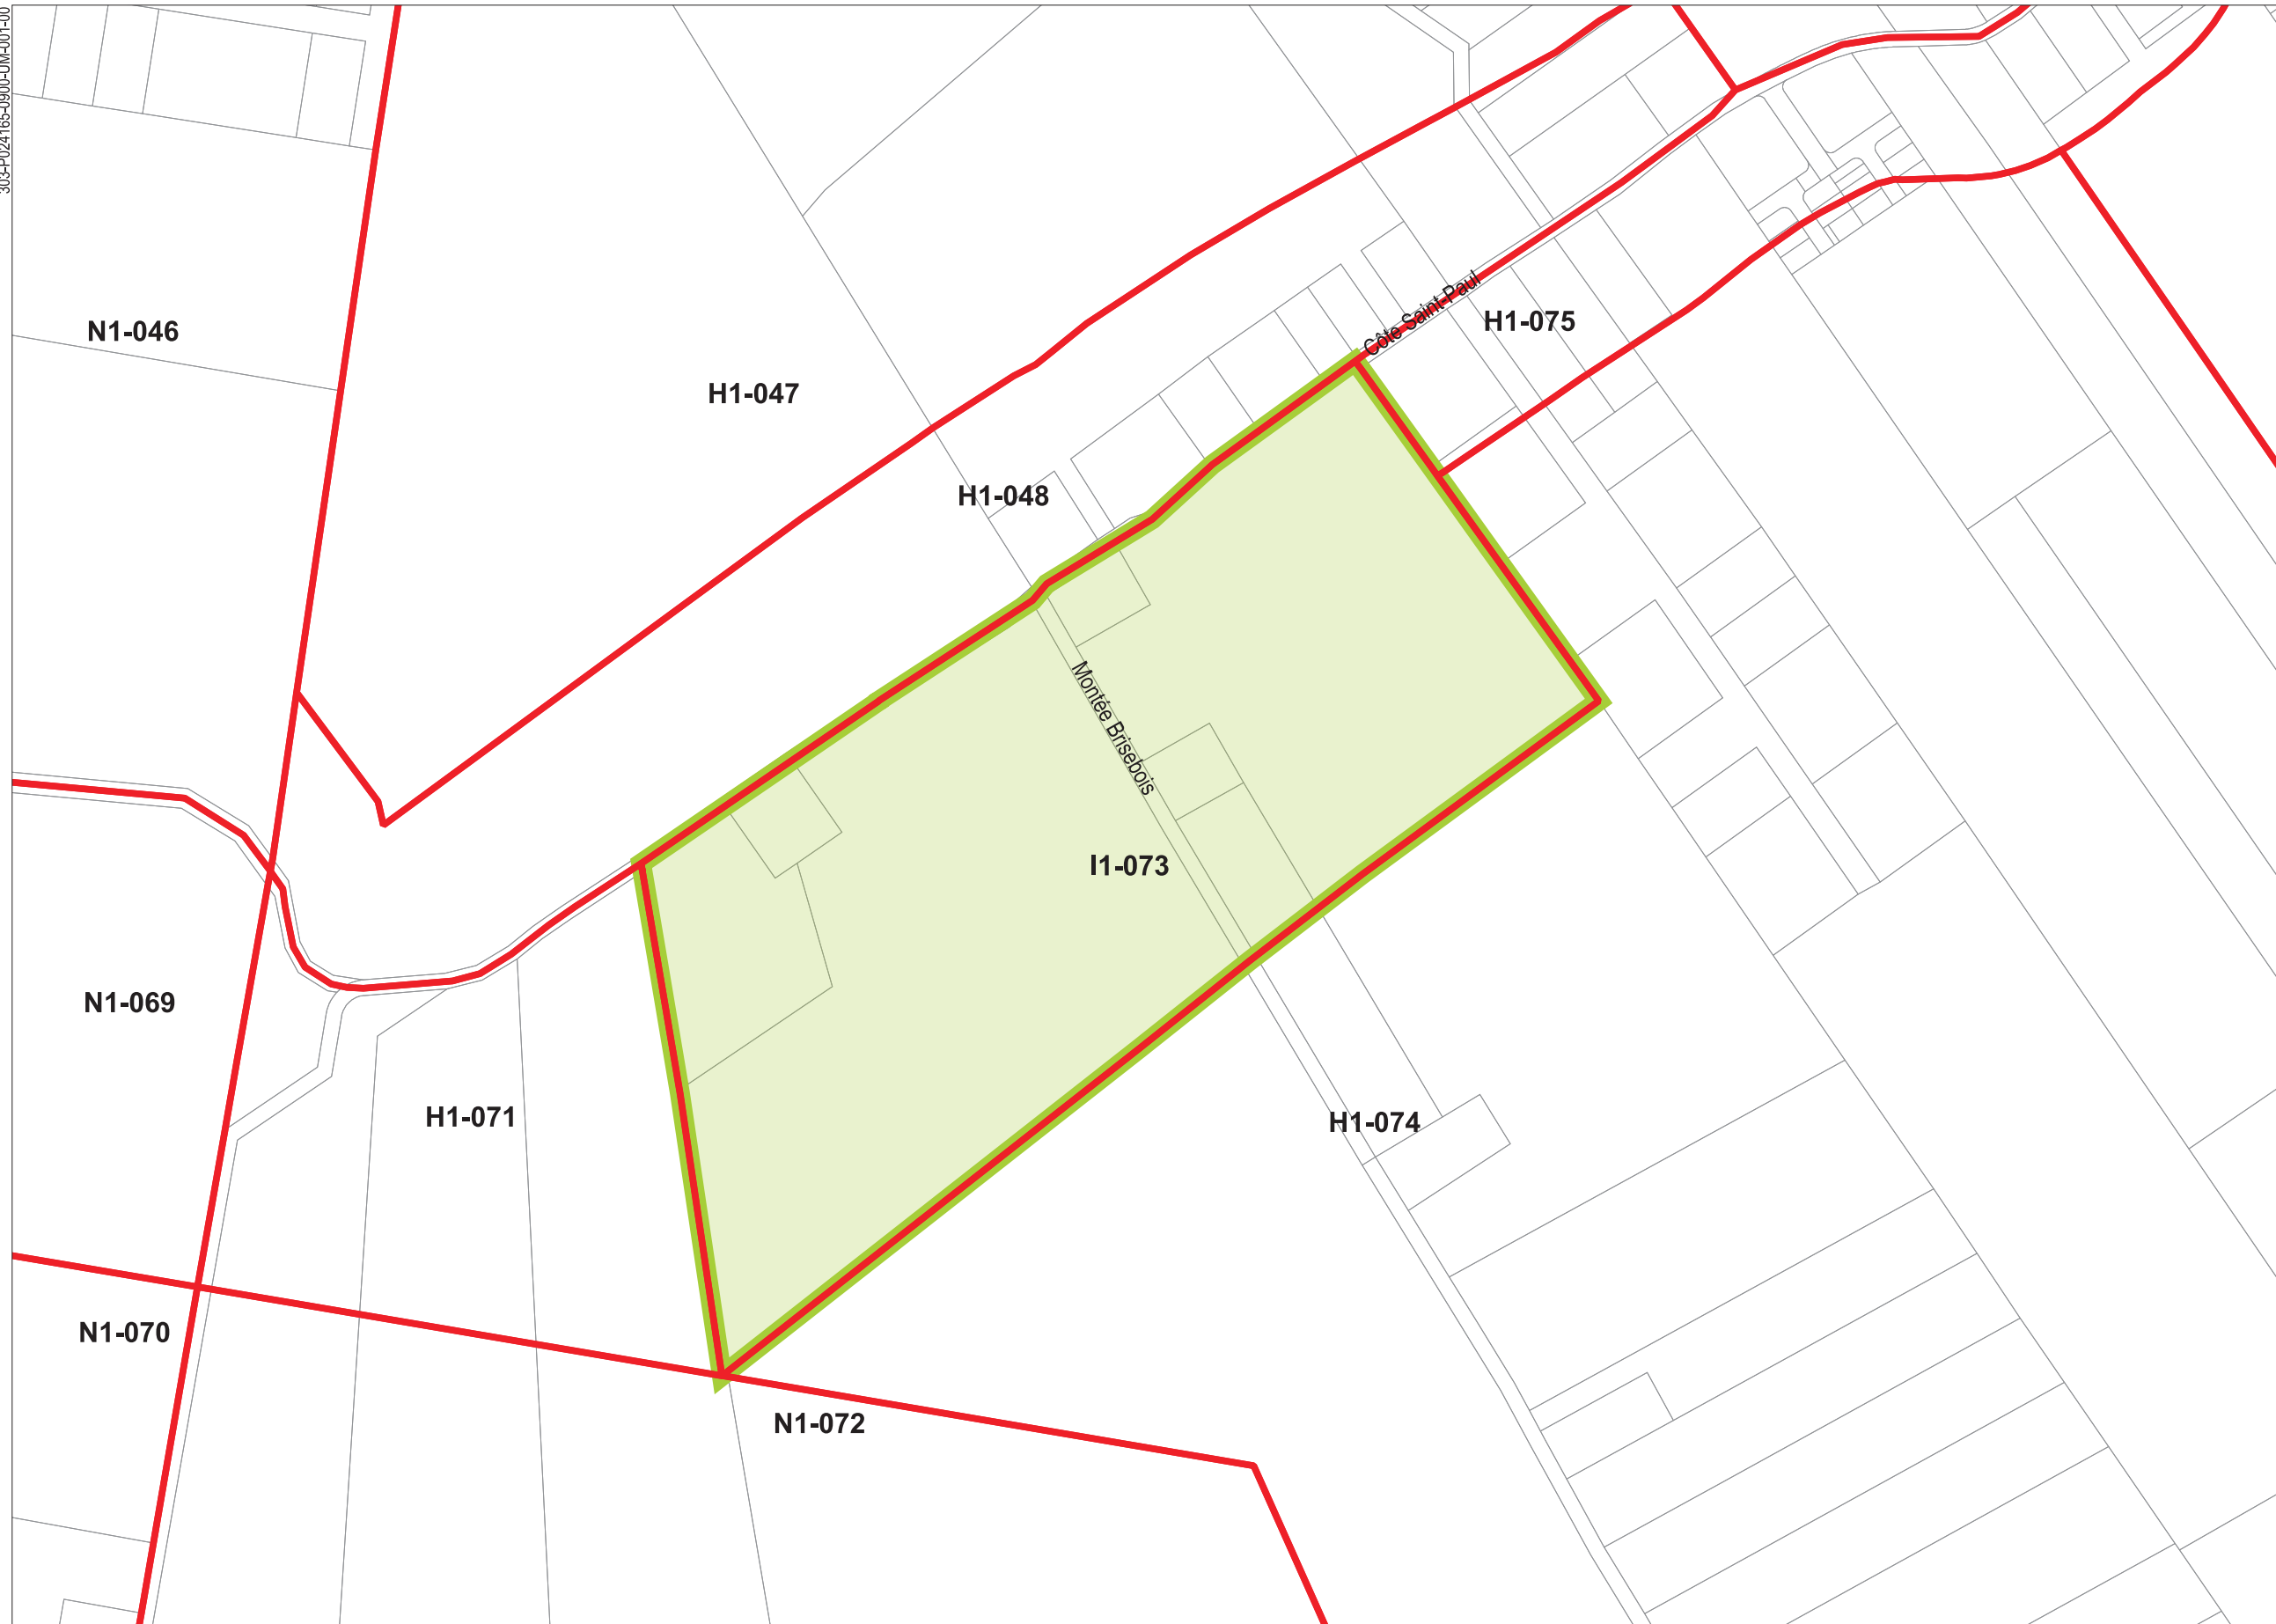 303-P024165-0900-UM-001-00
N1-046
H1-047
Côte Saint-Paul
H1-075
H1-048
Montée Brisebois
I1-073
N1-069
H1-071
H1-074
N1-070
N1-072